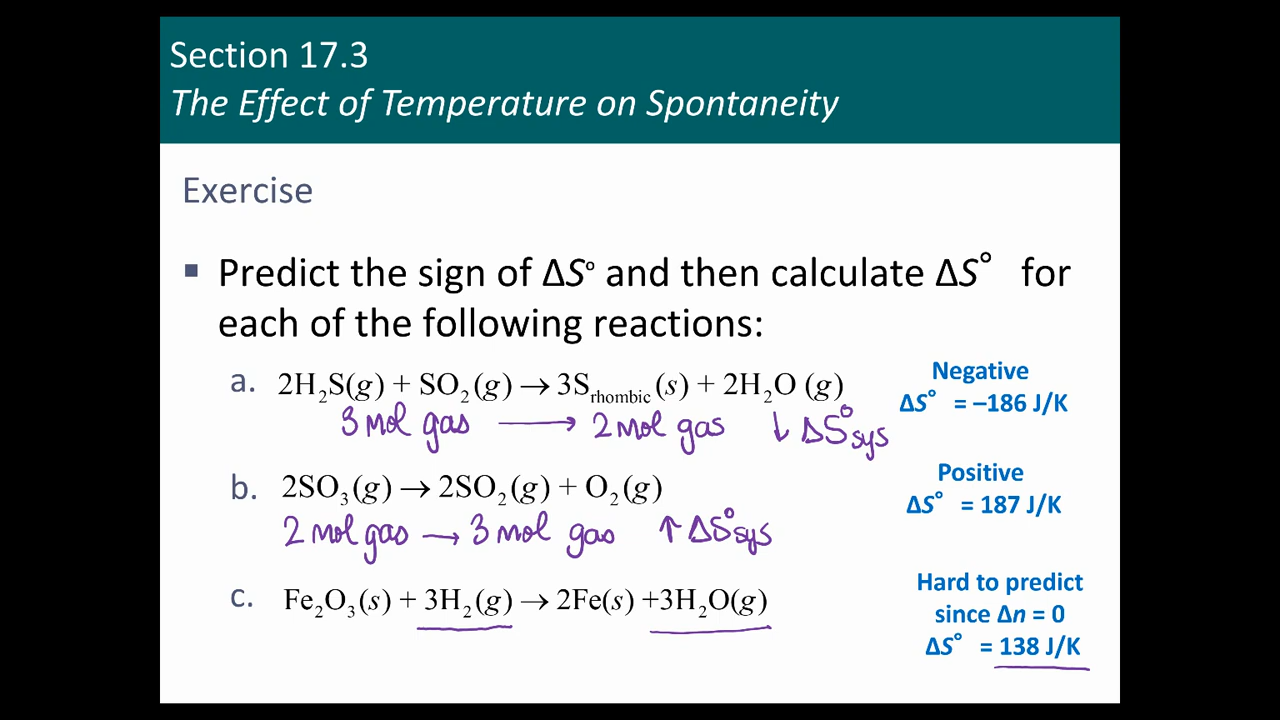 Section 17.3
The Effect of Temperature on Spontaneity
Exercise
▪ Predict the sign of ΔS° and then calculate ΔS° for
each of the following reactions:
a. 2H₂S(g) + SO₂(g) → 3S_rhombic(s) + 2H₂O (g)
Negative
ΔS° = –186 J/K
3 mol gas → 2 mol gas ↓ ΔS°sys
b. 2SO₃(g) → 2SO₂(g) + O₂(g)
Positive
ΔS° = 187 J/K
2 mol gas → 3 mol gas ↑ ΔS°sys
c. Fe₂O₃(s) + 3H₂(g) → 2Fe(s) +3H₂O(g)
Hard to predict
since Δn = 0
ΔS° = 138 J/K